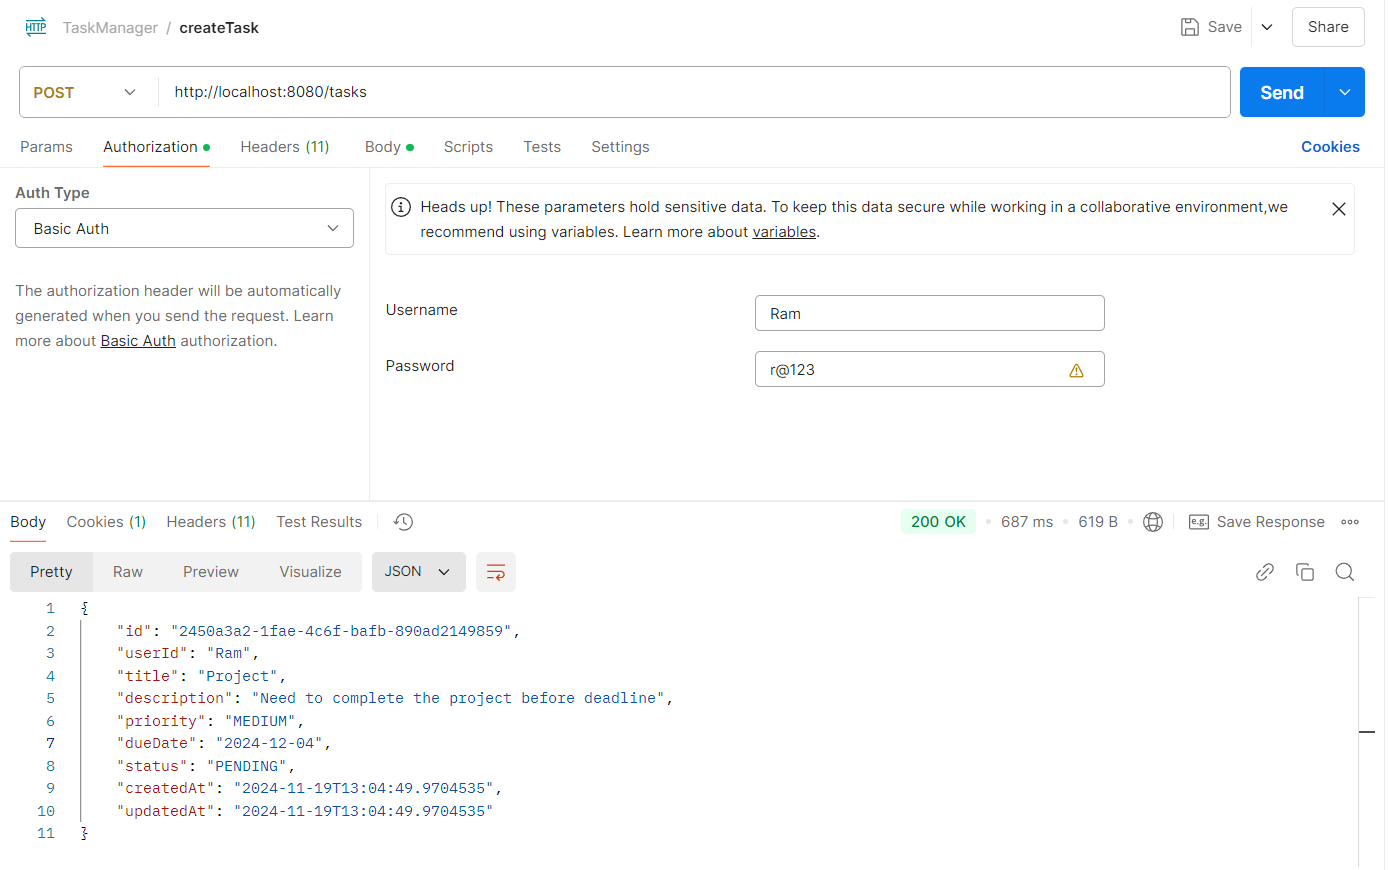 HTTP TaskManager / createTask Save Share
POST http://localhost:8080/tasks Send
Params Authorization Headers (11) Body Scripts Tests Settings Cookies
Auth Type
Basic Auth
The authorization header will be automatically
generated when you send the request. Learn
more about Basic Auth authorization.
Heads up! These parameters hold sensitive data. To keep this data secure while working in a collaborative environment,we
recommend using variables. Learn more about variables.
Username Ram
Password r@123
Body Cookies (1) Headers (11) Test Results 200 OK 687 ms 619 B e.g. Save Response
Pretty Raw Preview Visualize JSON
1 {
2 "id": "2450a3a2-1fae-4c6f-bafb-890ad2149859",
3 "userId": "Ram",
4 "title": "Project",
5 "description": "Need to complete the project before deadline",
6 "priority": "MEDIUM",
7 "dueDate": "2024-12-04",
8 "status": "PENDING",
9 "createdAt": "2024-11-19T13:04:49.9704535",
10 "updatedAt": "2024-11-19T13:04:49.9704535"
11 }